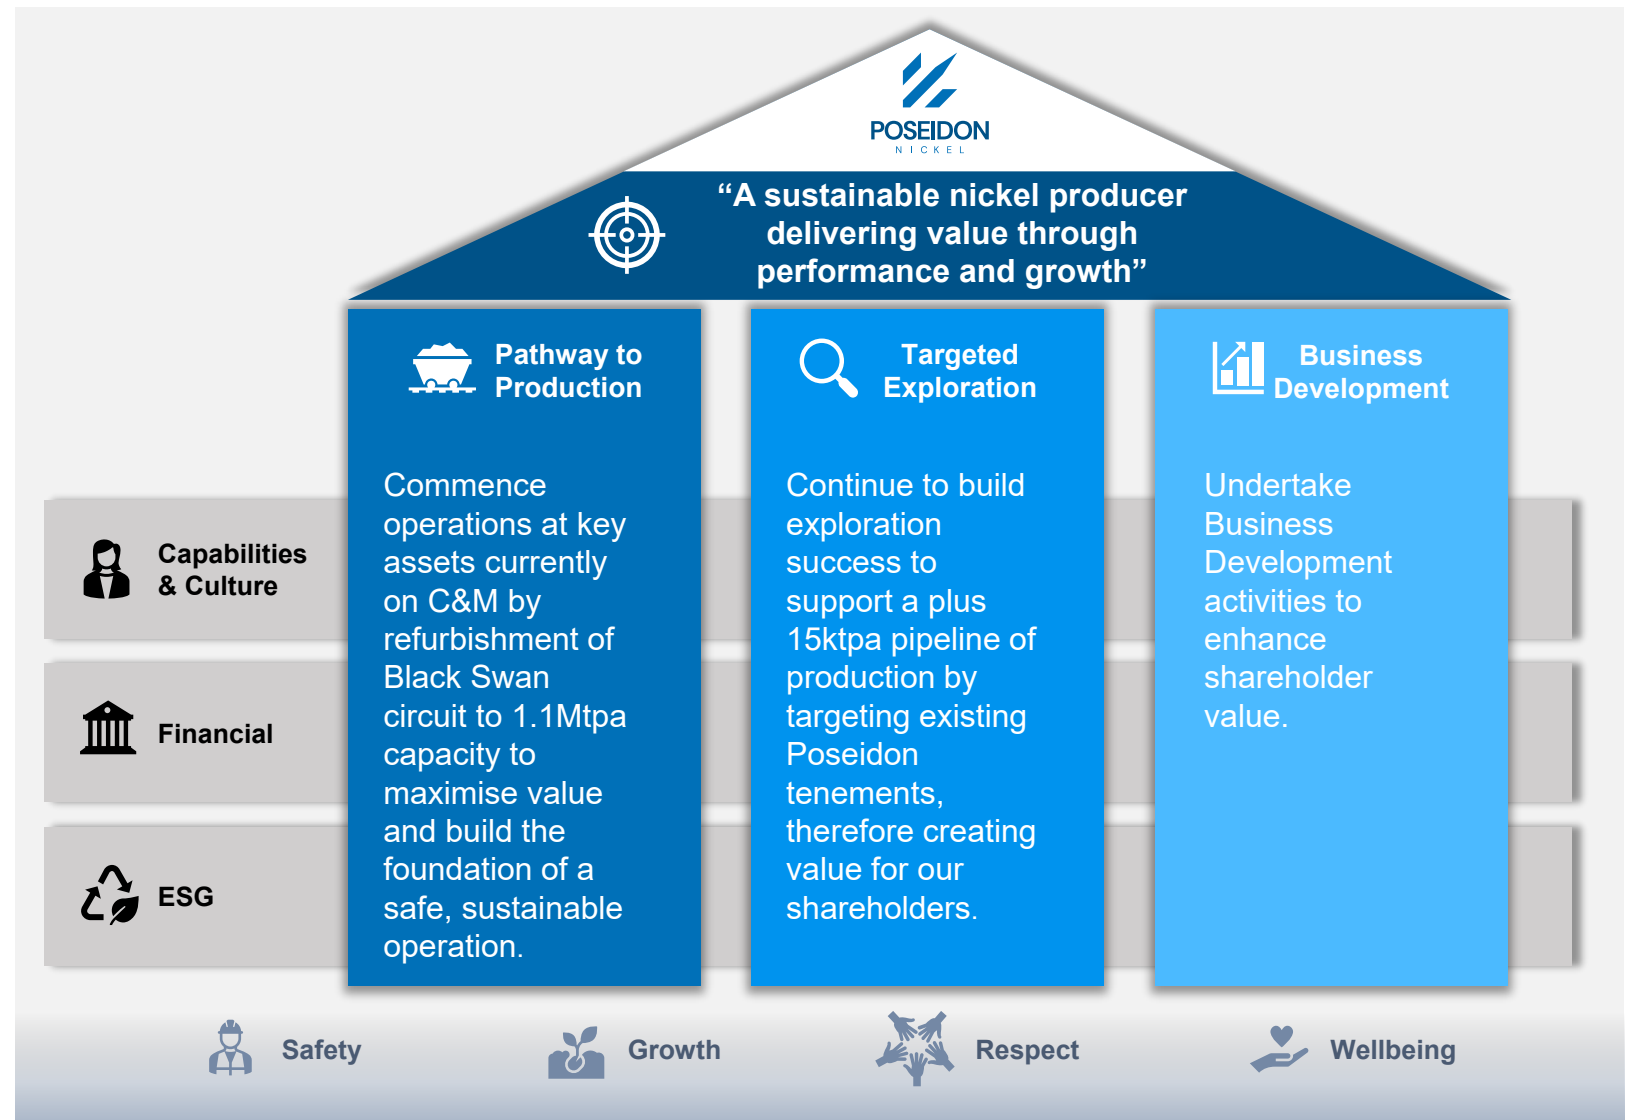 POSEIDON
NICKEL
“A sustainable nickel producer
delivering value through
performance and growth”
Pathway to
Production
Commence
operations at key
assets currently
on C&M by
refurbishment of
Black Swan
circuit to 1.1Mtpa
capacity to
maximise value
and build the
foundation of a
safe, sustainable
operation.
Targeted
Exploration
Continue to build
exploration
success to
support a plus
15ktpa pipeline of
production by
targeting existing
Poseidon
tenements,
therefore creating
value for our
shareholders.
Business
Development
Undertake
Business
Development
activities to
enhance
shareholder
value.
Capabilities
& Culture
Financial
ESG
Safety
Growth
Respect
Wellbeing